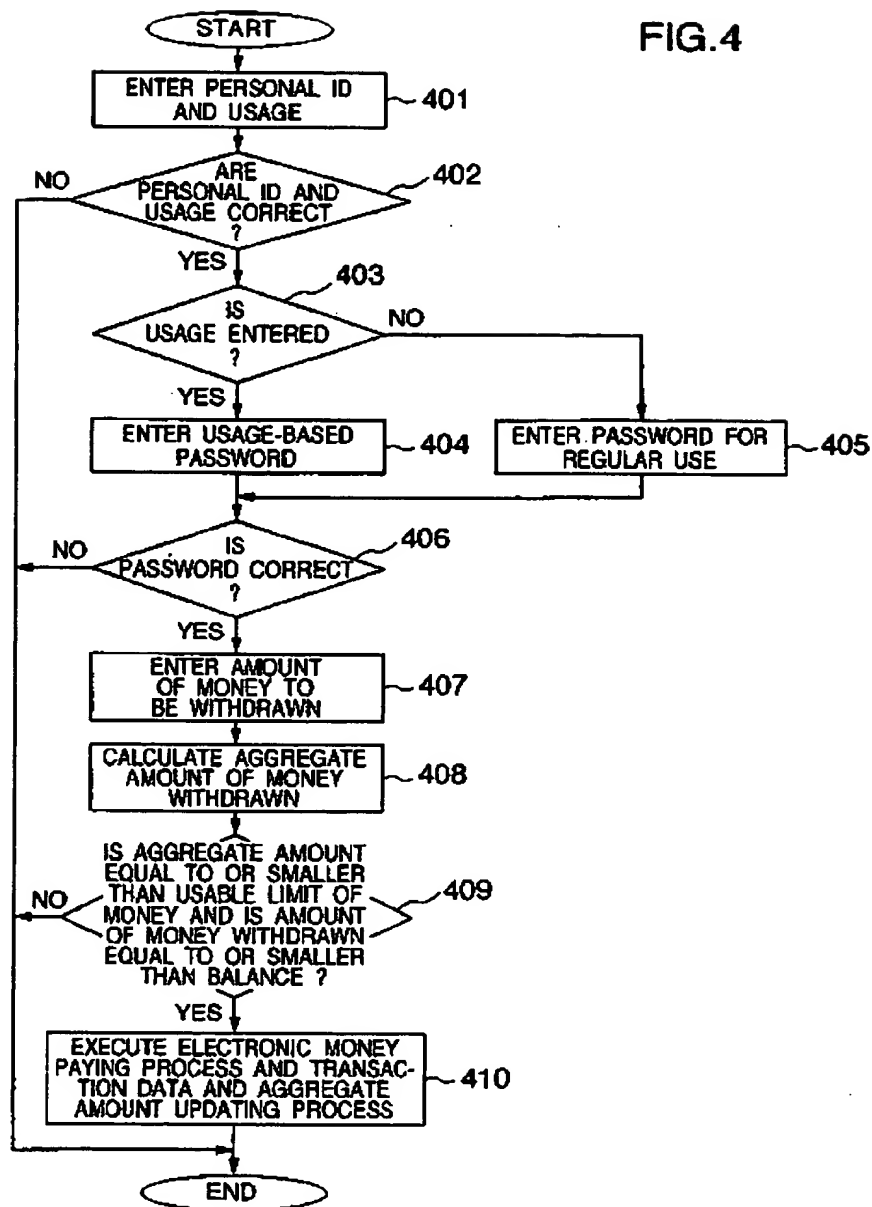 START
FIG.4
ENTER PERSONAL ID
AND USAGE
401
ARE
PERSONAL ID AND
USAGE CORRECT
?
402
NO
YES
403
IS
USAGE ENTERED
?
NO
YES
ENTER USAGE-BASED
PASSWORD
404
ENTER PASSWORD FOR
REGULAR USE
405
406
IS
PASSWORD CORRECT
?
NO
YES
ENTER AMOUNT
OF MONEY TO
BE WITHDRAWN
407
CALCULATE AGGREGATE
AMOUNT OF MONEY
WITHDRAWN
408
IS AGGREGATE AMOUNT
EQUAL TO OR SMALLER
THAN USABLE LIMIT OF
MONEY AND IS AMOUNT
OF MONEY WITHDRAWN
EQUAL TO OR SMALLER
THAN BALANCE ?
409
NO
YES
EXECUTE ELECTRONIC MONEY
PAYING PROCESS AND TRANSAC-
TION DATA AND AGGREGATE
AMOUNT UPDATING PROCESS
410
END